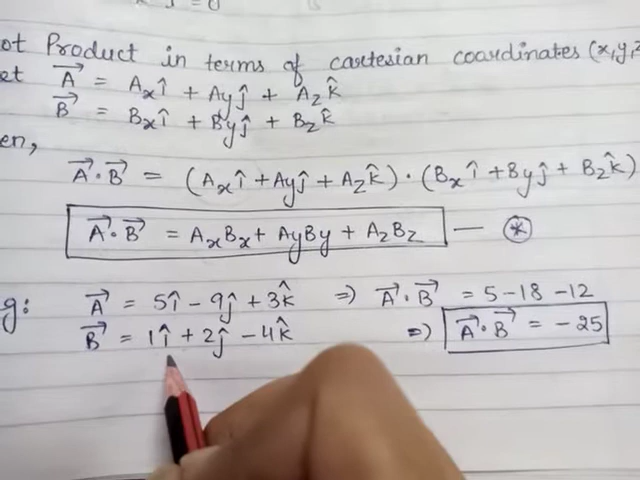 ot Product in terms of cartesian coordinates (x,y,z
et A⃗ = Axî + Ayĵ + Azk̂
B⃗ = Bxî + Byĵ + Bzk̂
en,
A⃗·B⃗ = (Axî + Ayĵ + Azk̂)·(Bxî + Byĵ + Bzk̂)
A⃗·B⃗ = AxBx + AyBy + AzBz — ⊛
g: A⃗ = 5î - 9ĵ + 3k̂ ⇒ A⃗·B⃗ = 5 - 18 - 12
B⃗ = 1î + 2ĵ - 4k̂ ⇒ A⃗·B⃗ = -25